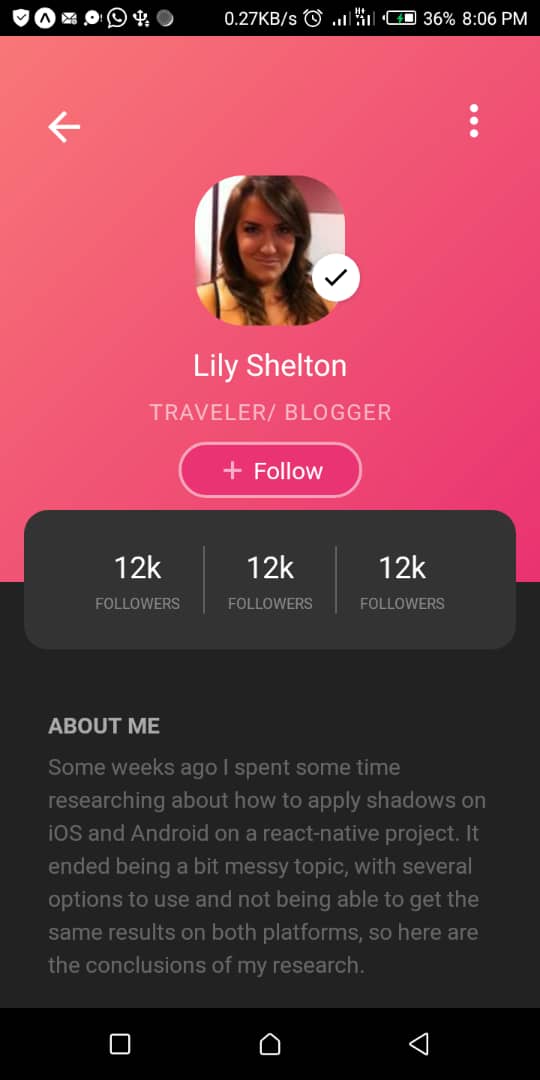 0.27KB/s 36% 8:06 PM
Lily Shelton
TRAVELER/ BLOGGER
+ Follow
12k 12k 12k
FOLLOWERS FOLLOWERS FOLLOWERS
ABOUT ME
Some weeks ago I spent some time
researching about how to apply shadows on
iOS and Android on a react-native project. It
ended being a bit messy topic, with several
options to use and not being able to get the
same results on both platforms, so here are
the conclusions of my research.